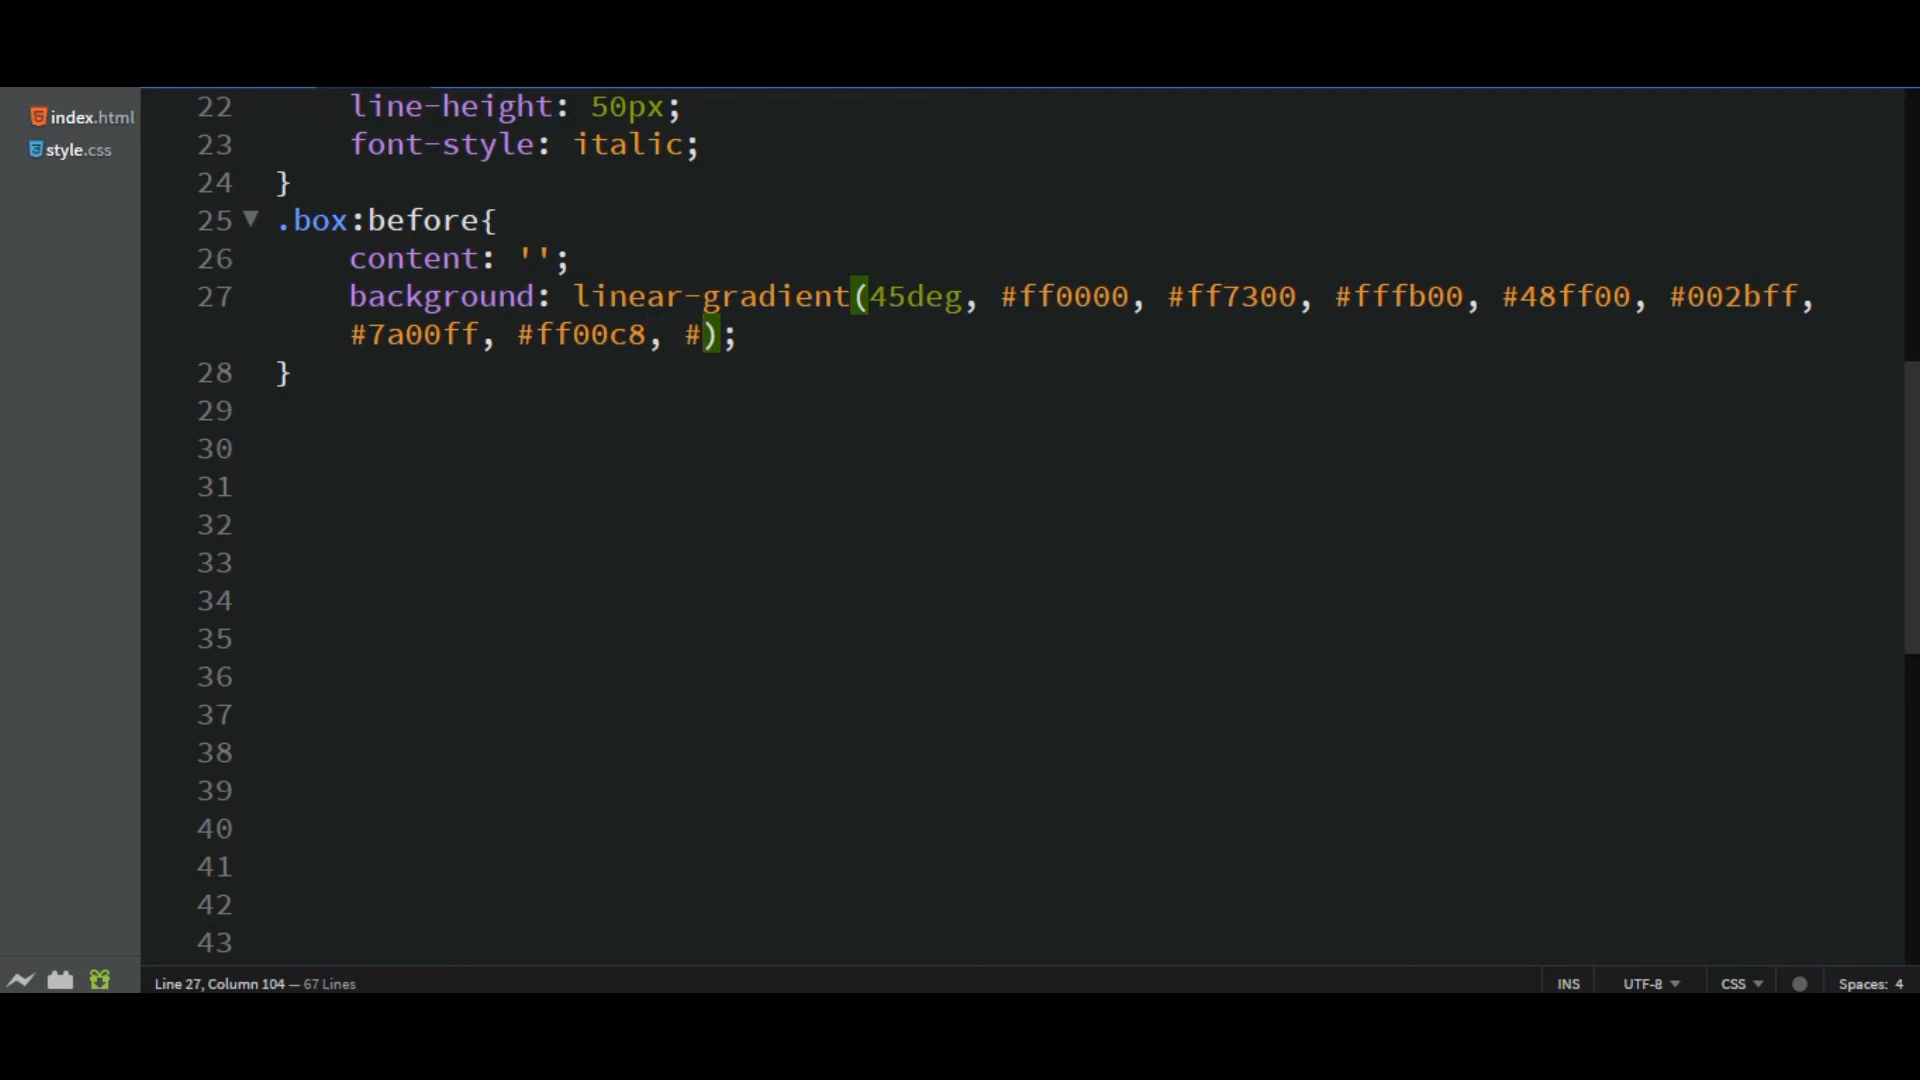 index.html
style.css
22 line-height: 50px;
23 font-style: italic;
24 }
25 .box:before{
26 content: '';
27 background: linear-gradient(45deg, #ff0000, #ff7300, #fffb00, #48ff00, #002bff,
#7a00ff, #ff00c8, #);
28 }
29
30
31
32
33
34
35
36
37
38
39
40
41
42
43
Line 27, Column 104 — 67 Lines INS UTF-8 CSS Spaces: 4